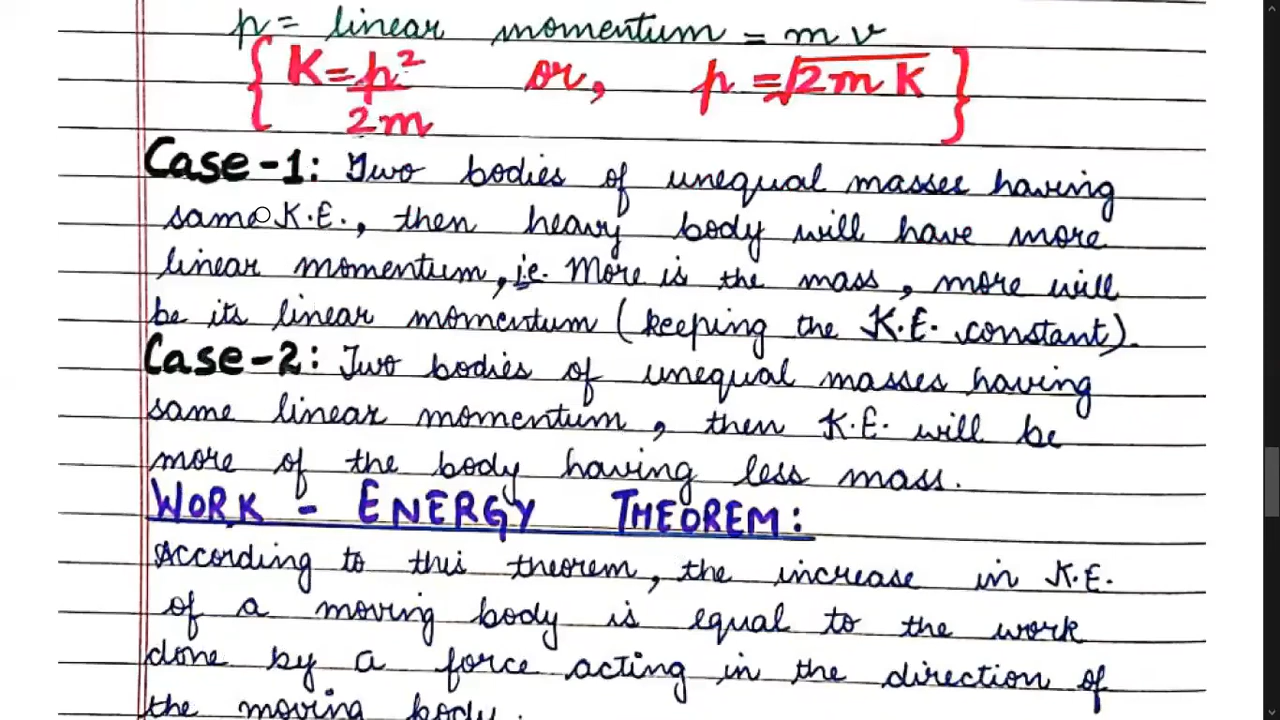 p = linear momentum = m v
{ K = p²/2m or, p = √2mk }
Case-1: Two bodies of unequal masses having
same K.E., then heavy body will have more
linear momentum, i.e. More is the mass, more will
be its linear momentum (keeping the K.E. constant).
Case-2: Two bodies of unequal masses having
same linear momentum, then K.E. will be
more of the body having less mass.
WORK - ENERGY THEOREM:
According to this theorem, the increase in K.E.
of a moving body is equal to the work
done by a force acting in the direction of
the moving body.